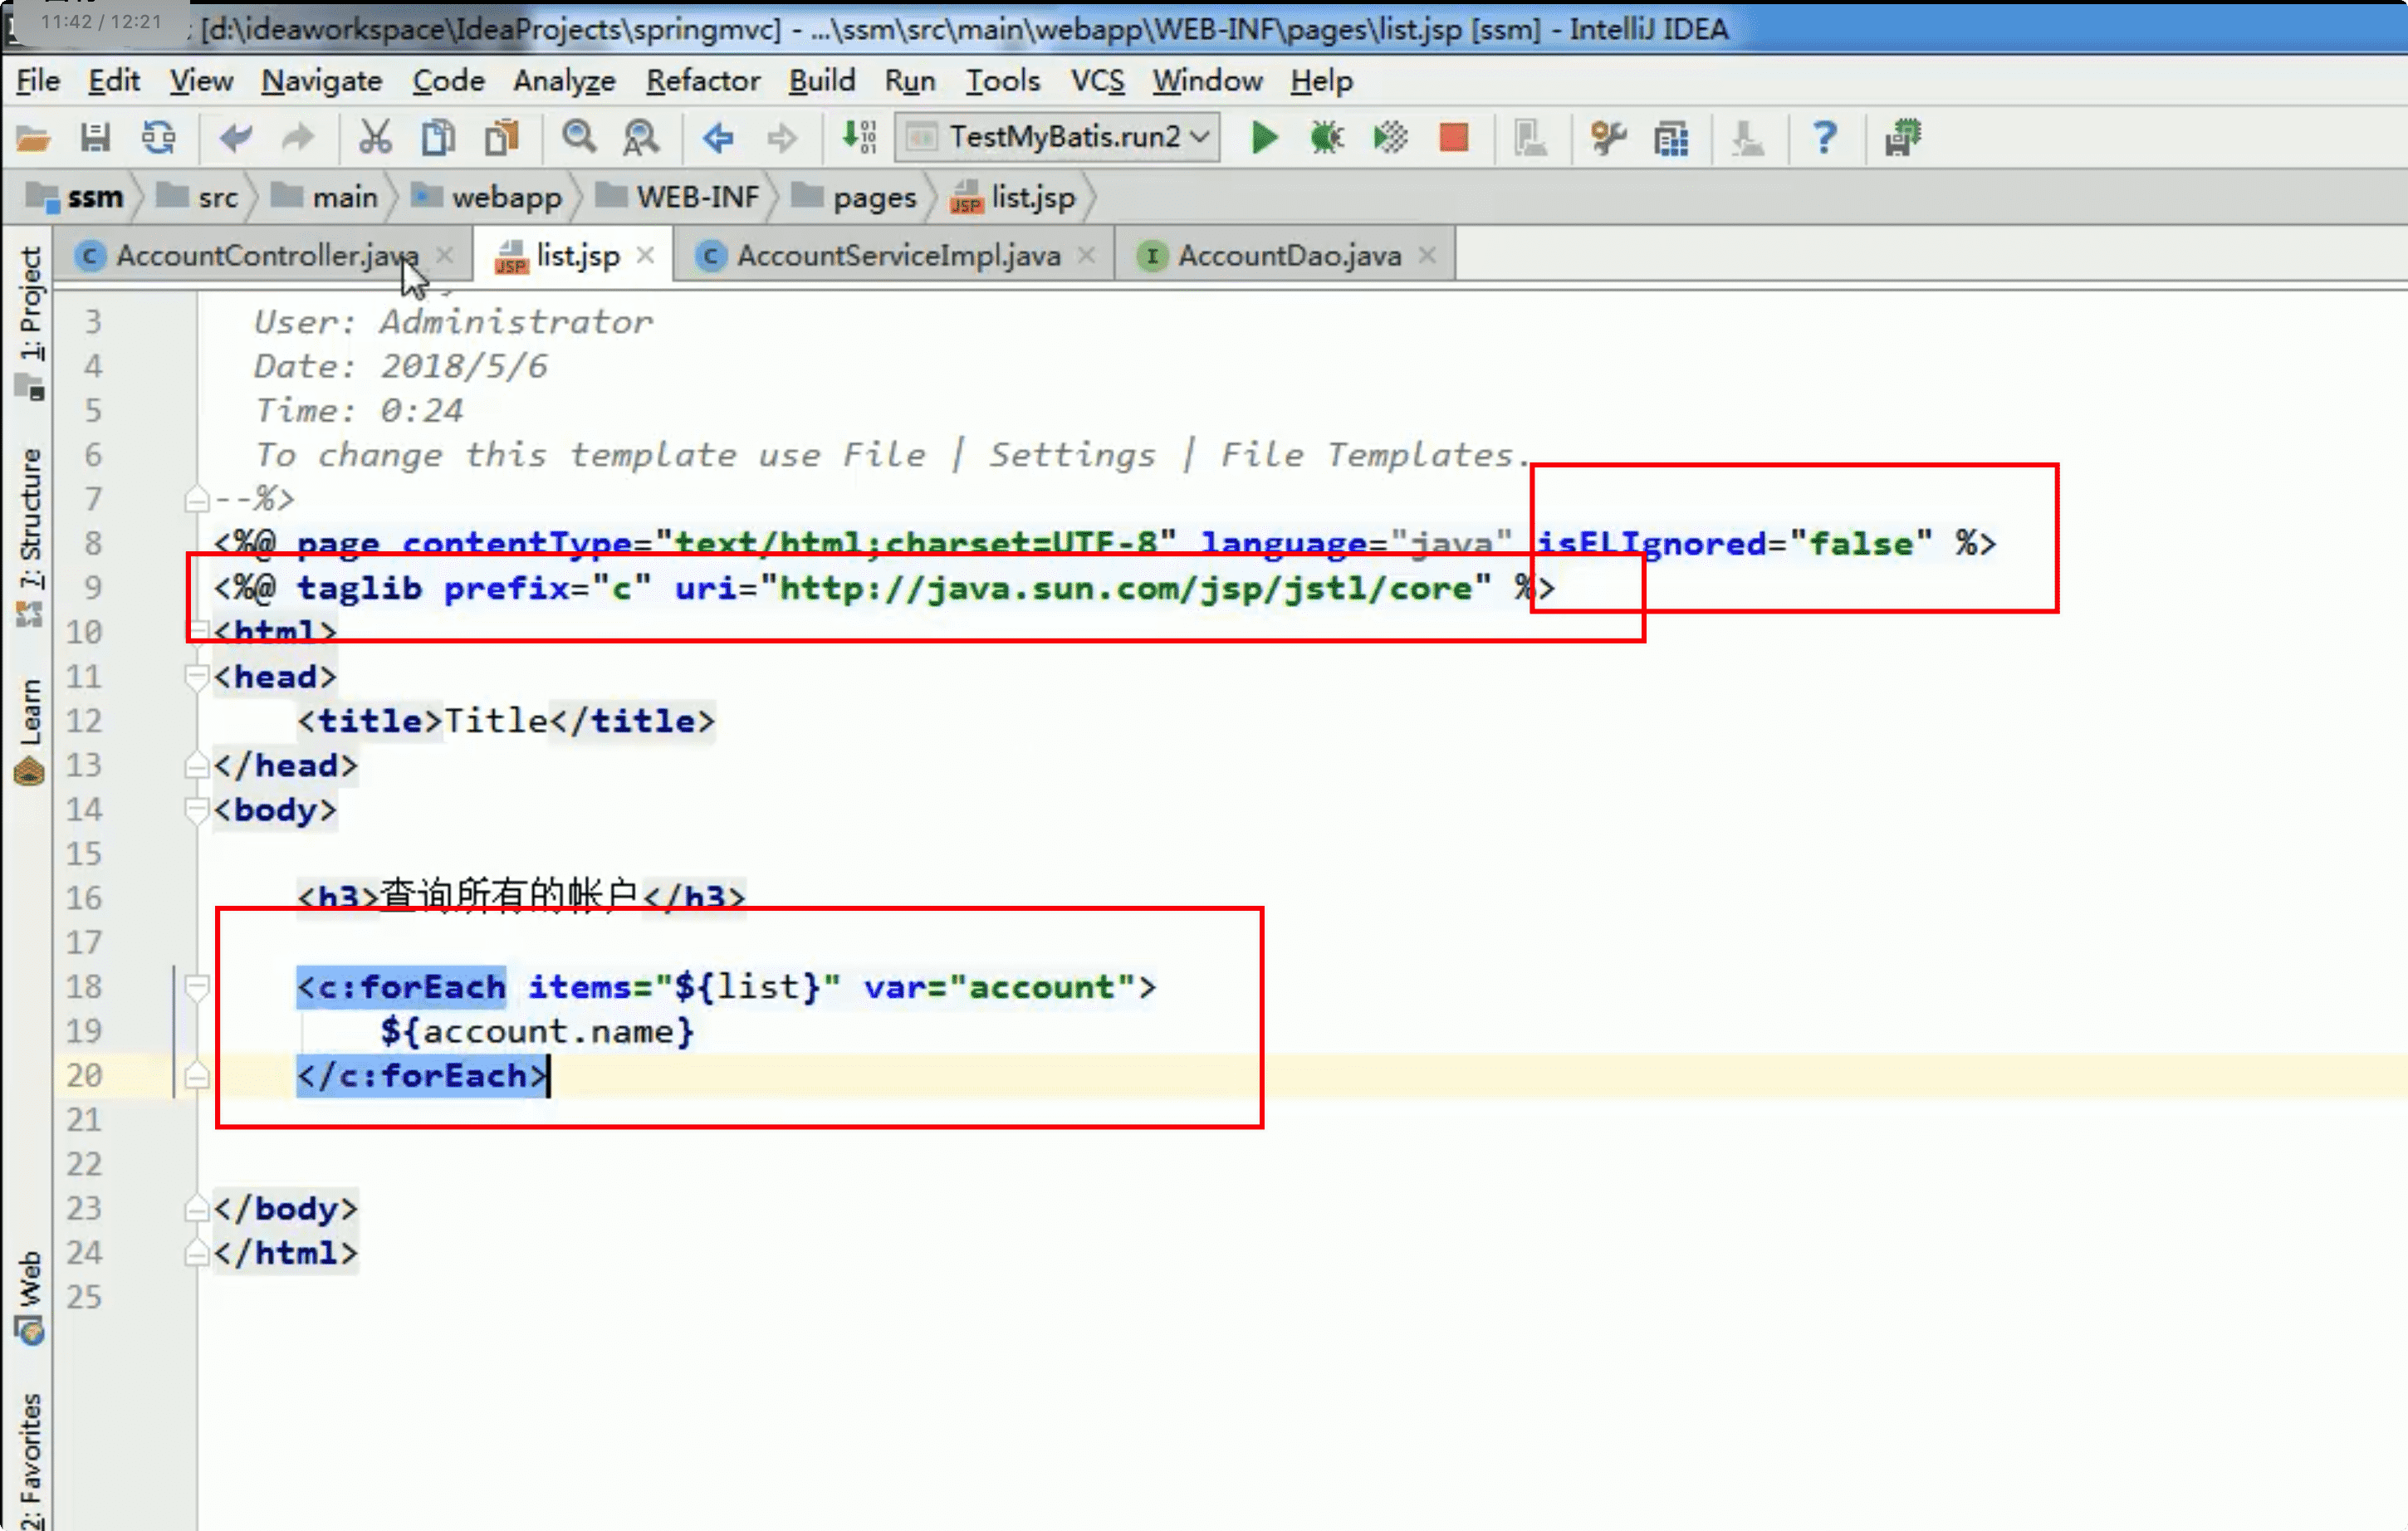 11:42 / 12:21
[d:\ideaworkspace\IdeaProjects\springmvc] - ...\ssm\src\main\webapp\WEB-INF\pages\list.jsp [ssm] - IntelliJ IDEA
File Edit View Navigate Code Analyze Refactor Build Run Tools VCS Window Help
TestMyBatis.run2
ssm src main webapp WEB-INF pages list.jsp
AccountController.java list.jsp AccountServiceImpl.java AccountDao.java
1: Project
7: Structure
Learn
Web
2: Favorites
3 User: Administrator
4 Date: 2018/5/6
5 Time: 0:24
6 To change this template use File | Settings | File Templates.
7 --%>
8 <%@ page contentType="text/html;charset=UTF-8" language="java" isELIgnored="false" %>
9 <%@ taglib prefix="c" uri="http://java.sun.com/jsp/jstl/core" %>
10 <html>
11 <head>
12 <title>Title</title>
13 </head>
14 <body>
15
16 <h3>查询所有的帐户</h3>
17
18 <c:forEach items="${list}" var="account">
19 ${account.name}
20 </c:forEach>
21
22
23 </body>
24 </html>
25